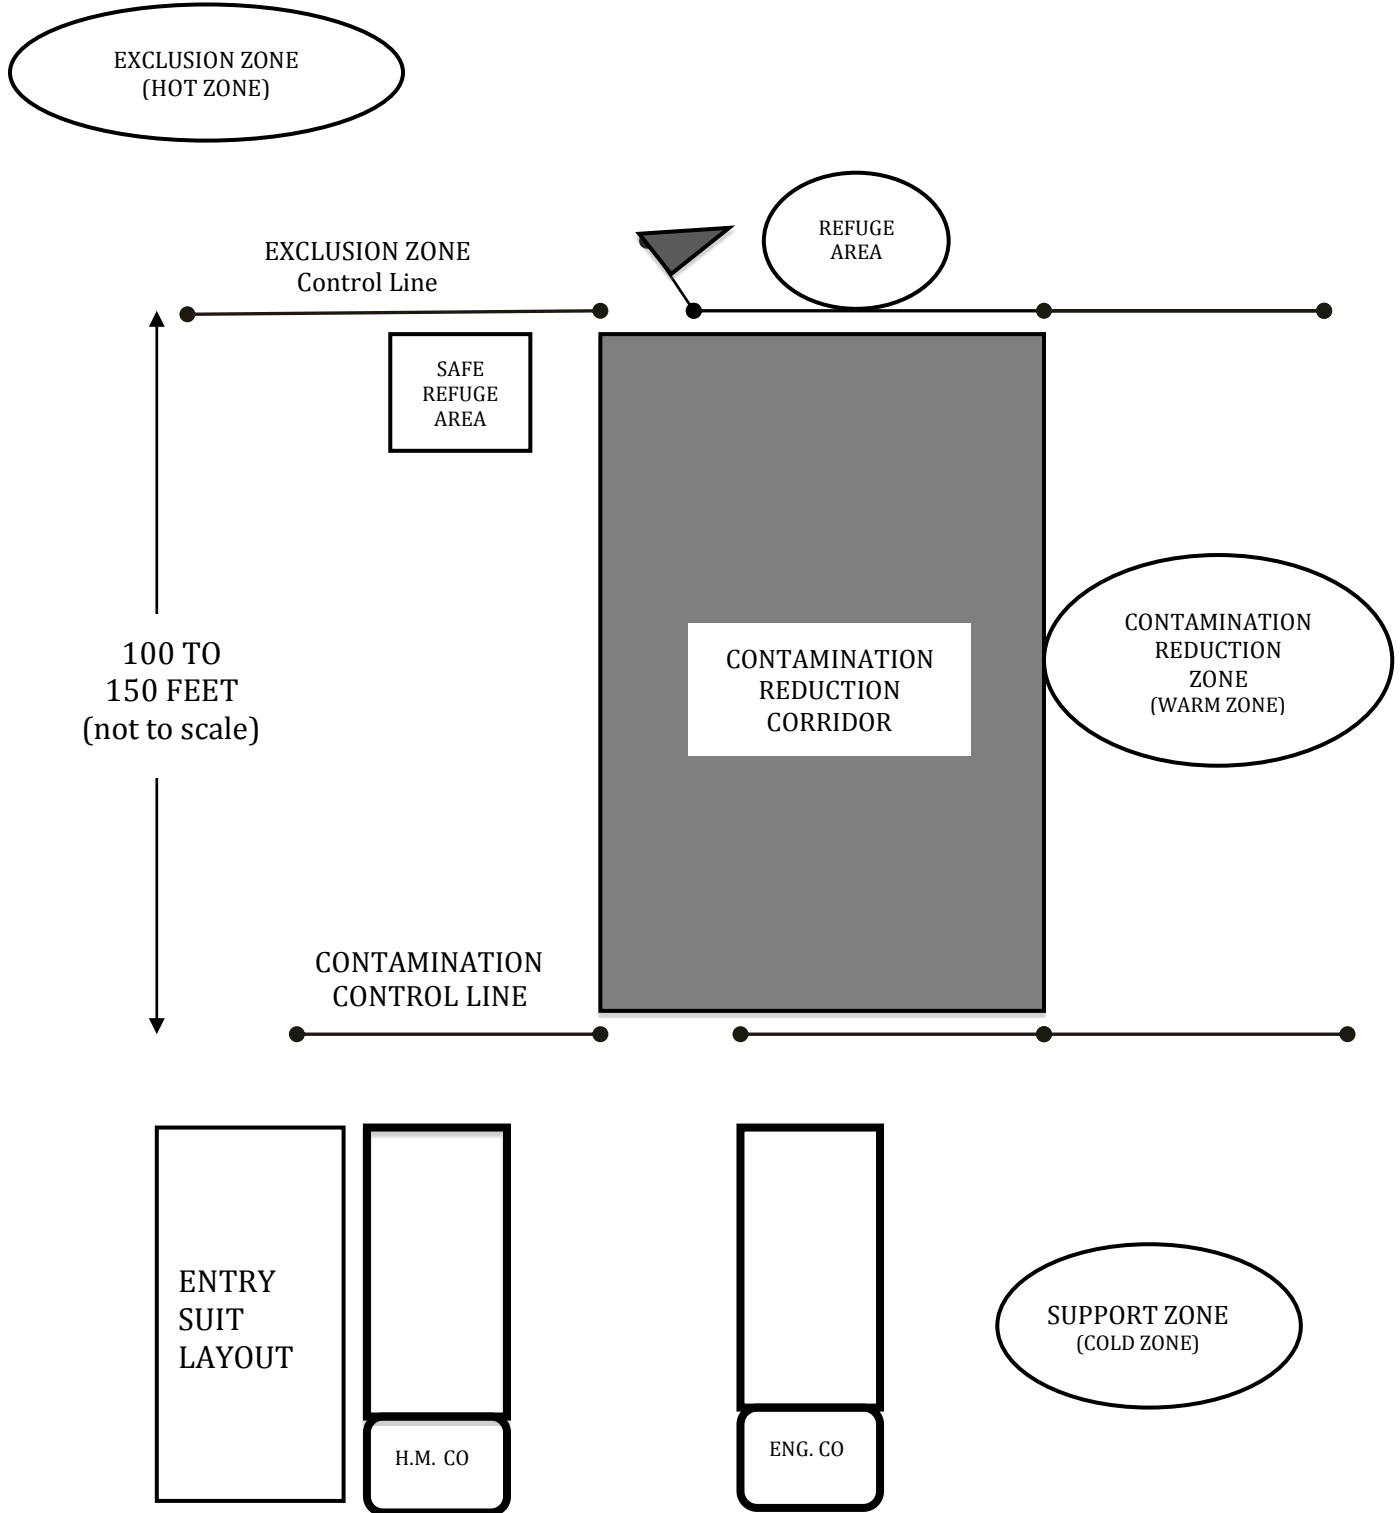 EXCLUSION ZONE
(HOT ZONE)
REFUGE
AREA
EXCLUSION ZONE
Control Line
SAFE
REFUGE
AREA
100 TO
150 FEET
(not to scale)
CONTAMINATION
REDUCTION
CORRIDOR
CONTAMINATION
REDUCTION
ZONE
(WARM ZONE)
CONTAMINATION
CONTROL LINE
ENTRY
SUIT
LAYOUT
H.M. CO
ENG. CO
SUPPORT ZONE
(COLD ZONE)